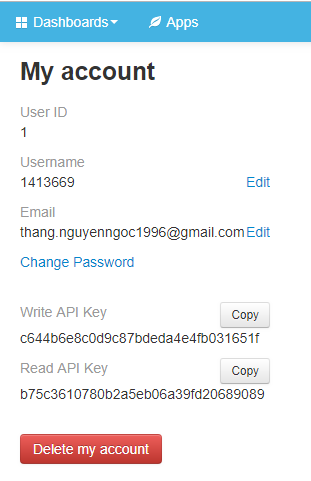 Dashboards Apps
My account
User ID
1
Username
1413669 Edit
Email
thang.nguyenngoc1996@gmail.com Edit
Change Password
Write API Key Copy
c644b6e8c0d9c87bdeda4e4fb031651f
Read API Key Copy
b75c3610780b2a5eb06a39fd20689089
Delete my account